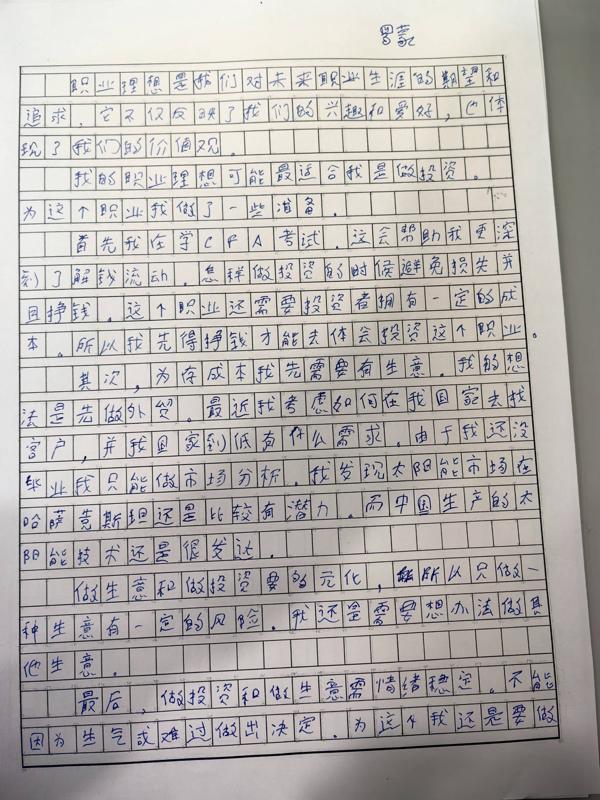 蒙
职业理想是我们对未来职业生涯的期望和
追求，它不仅反映了我们的兴趣和爱好，也体
现了我们的价值观。
我的职业理想可能最适合我是做投资。
为这个职业我做了一些准备。
首先我在学CFA考试。这会帮助我更深
刻了解钱流动。怎样做投资的时候避免损失并
且挣钱。这个职业还需要投资者拥有一定的成
本。所以我先得挣钱才能去体会投资这个职业。
其次，为存成本我先需要有生意。我的想
法是先做外贸。最近我考虑如何在我国家去找
客户，并我国家到低有什么需求。由于我还没
毕业我只能做市场分析。我发现太阳能市场在
哈萨克斯坦还是比较有潜力。而中国生产的太
阳能技术还是很发达。
做生意和做投资要多元化，所以只做一
种生意有一定的风险。我还是需要想办法做其
他生意。
最后，做投资和做生意需情绪稳定。不能
因为生气或难过做出决定。为这个我还是要做